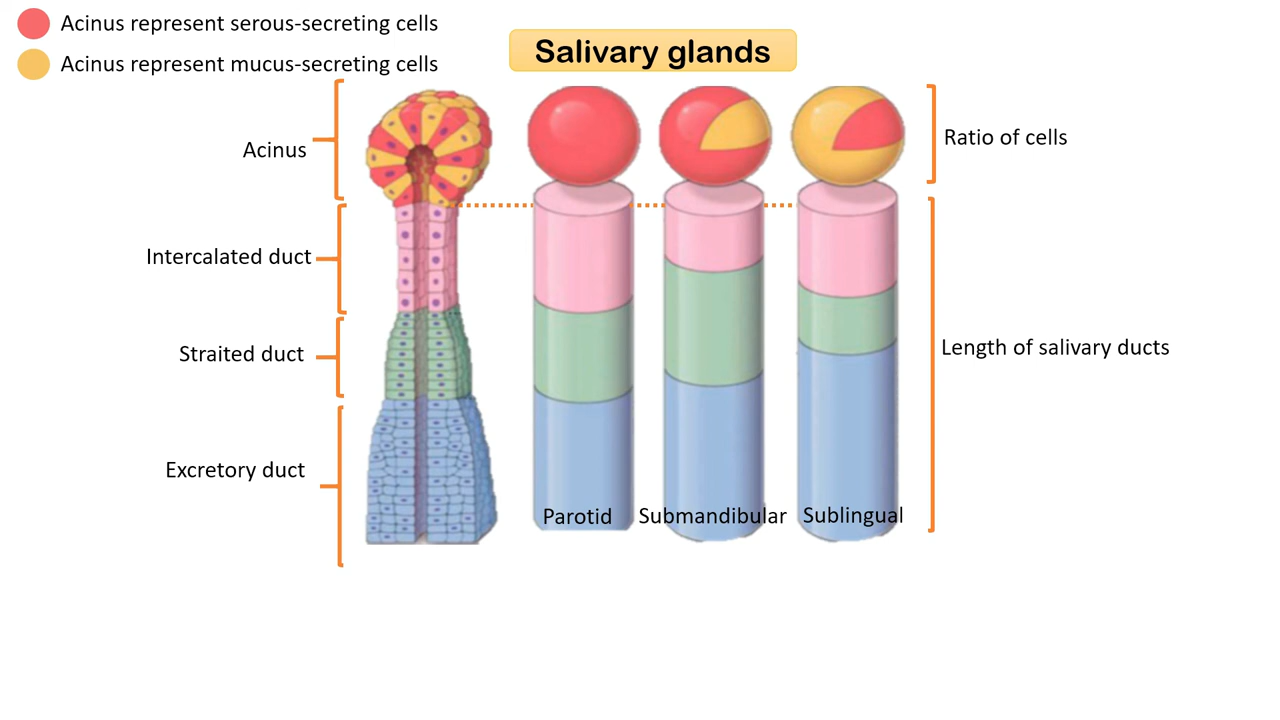 Acinus represent serous-secreting cells
Acinus represent mucus-secreting cells
Salivary glands
Acinus
Intercalated duct
Straited duct
Excretory duct
Ratio of cells
Length of salivary ducts
Parotid
Submandibular
Sublingual